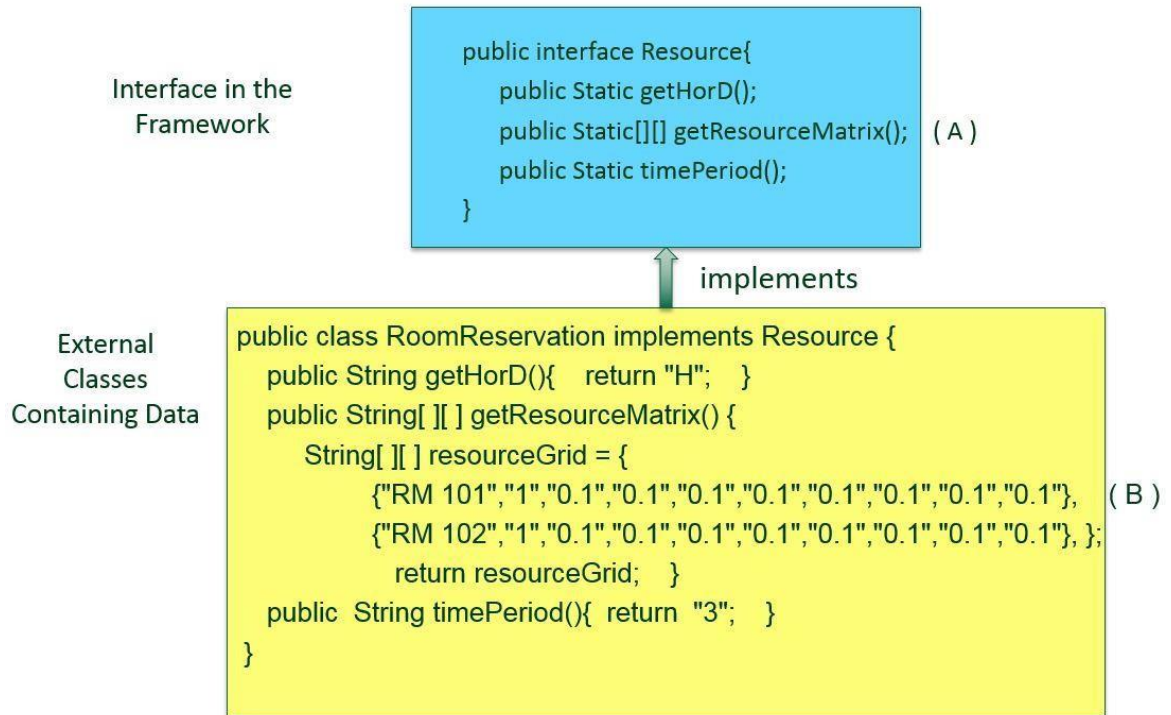 Interface in the
Framework
public interface Resource{
public Static getHorD();
public Static[][] getResourceMatrix();
( A )
public Static timePeriod();
}
implements
External
Classes
Containing Data
public class RoomReservation implements Resource {
public String getHorD(){ return "H"; }
public String[ ][ ] getResourceMatrix() {
String[ ][ ] resourceGrid = {
{"RM 101","1","0.1","0.1","0.1","0.1","0.1","0.1","0.1","0.1"},
( B )
{"RM 102","1","0.1","0.1","0.1","0.1","0.1","0.1","0.1","0.1"}, };
return resourceGrid; }
public String timePeriod(){ return "3"; }
}